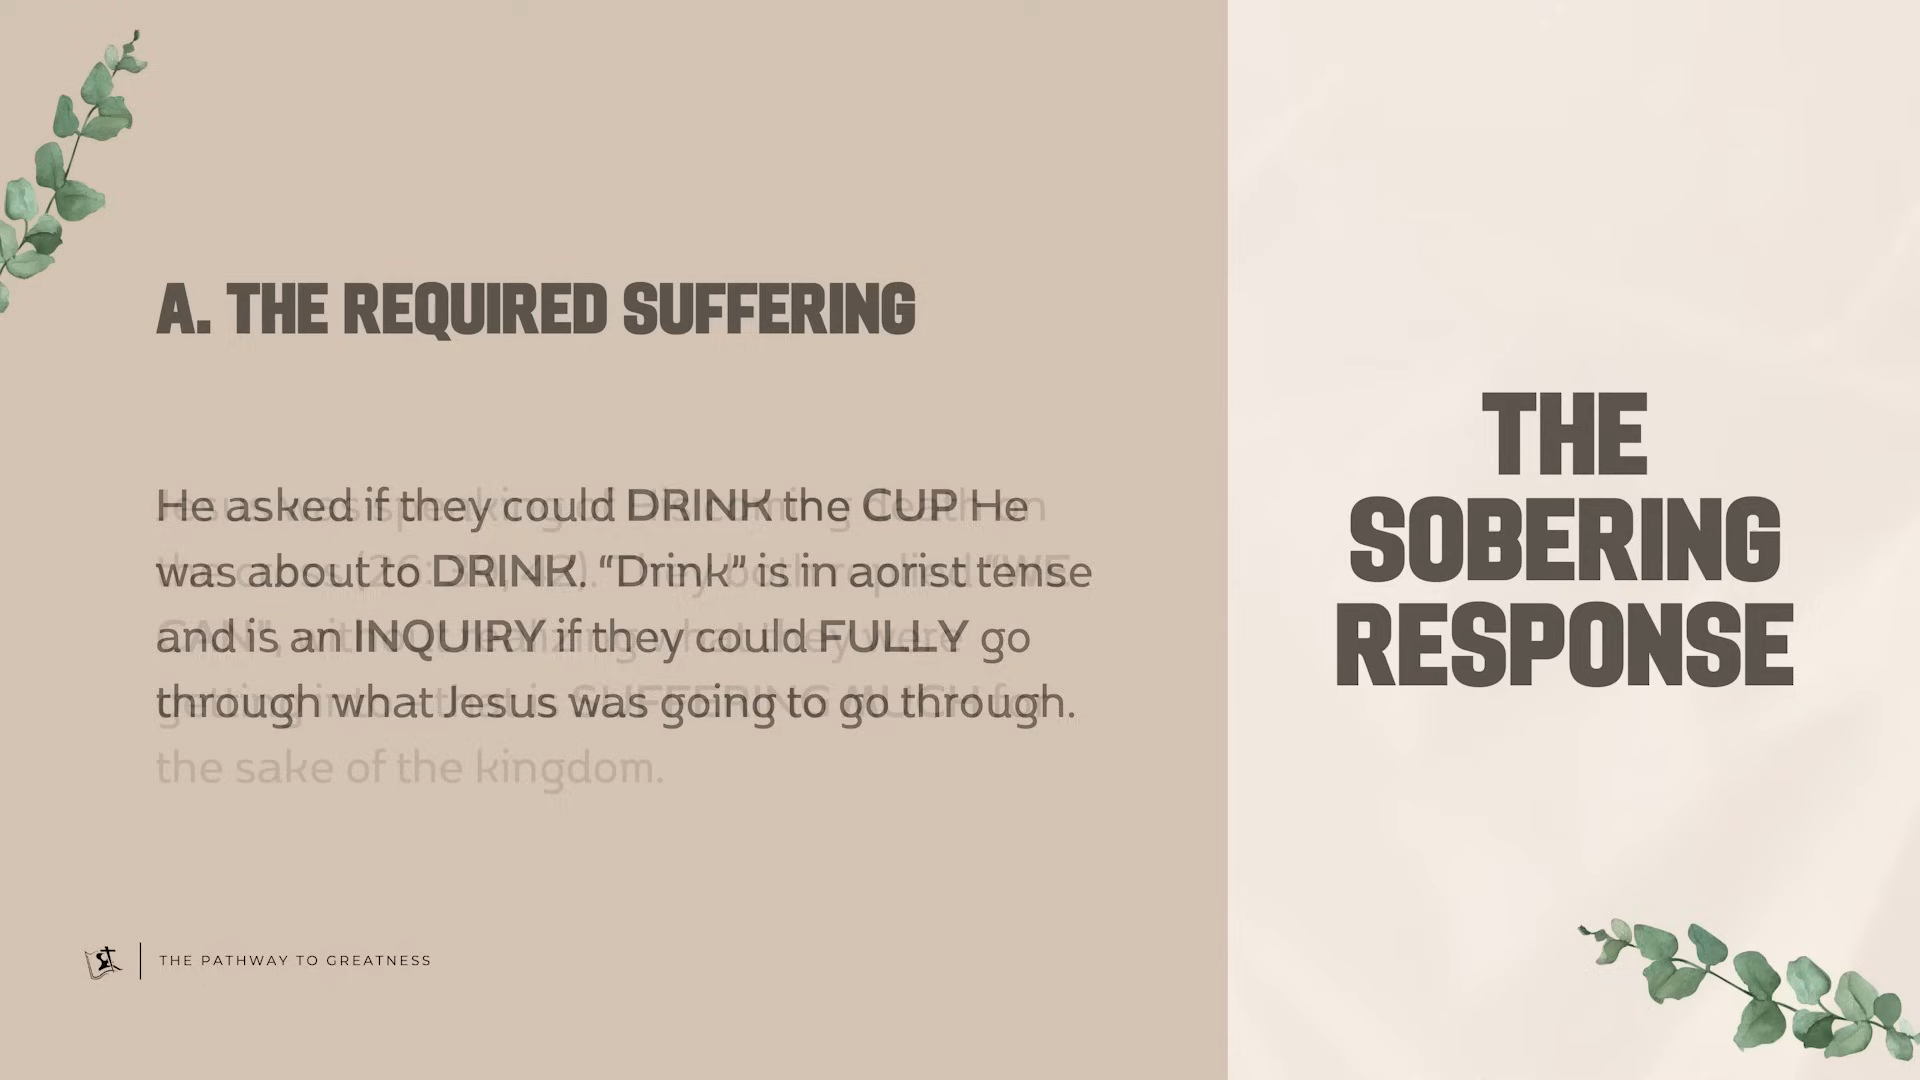 A. THE REQUIRED SUFFERING
He asked if they could DRINK the CUP He
was about to DRINK. “Drink” is in aorist tense
and is an INQUIRY if they could FULLY go
through what Jesus was going to go through.
the sake of the kingdom.
THE PATHWAY TO GREATNESS
THE
SOBERING
RESPONSE